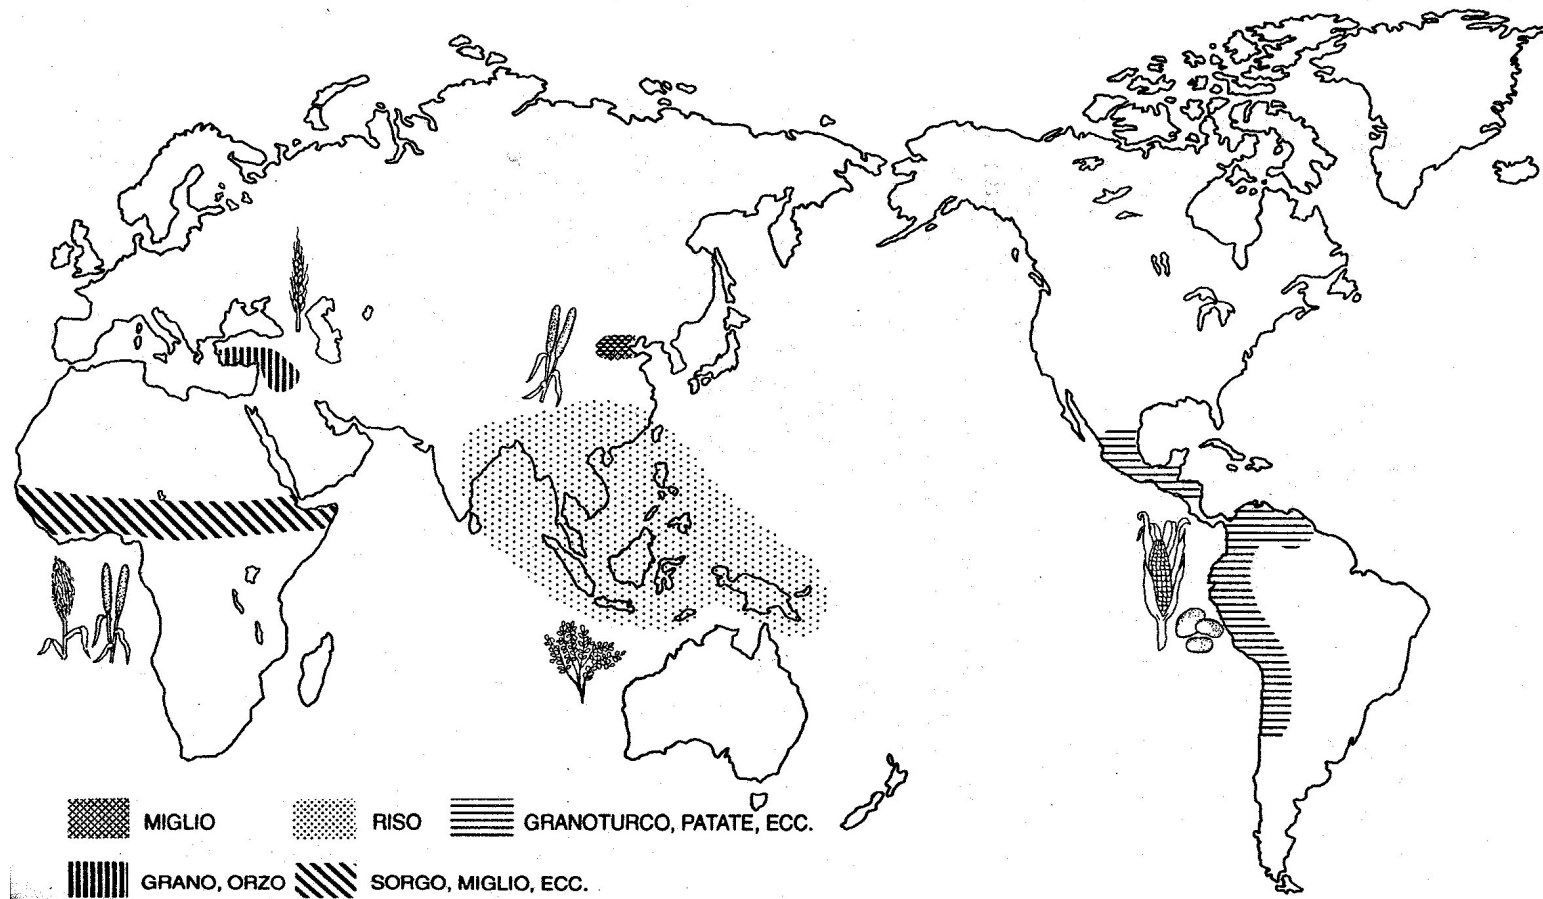 MIGLIO RISO GRANOTURCO, PATATE, ECC.
GRANO, ORZO SORGO, MIGLIO, ECC.